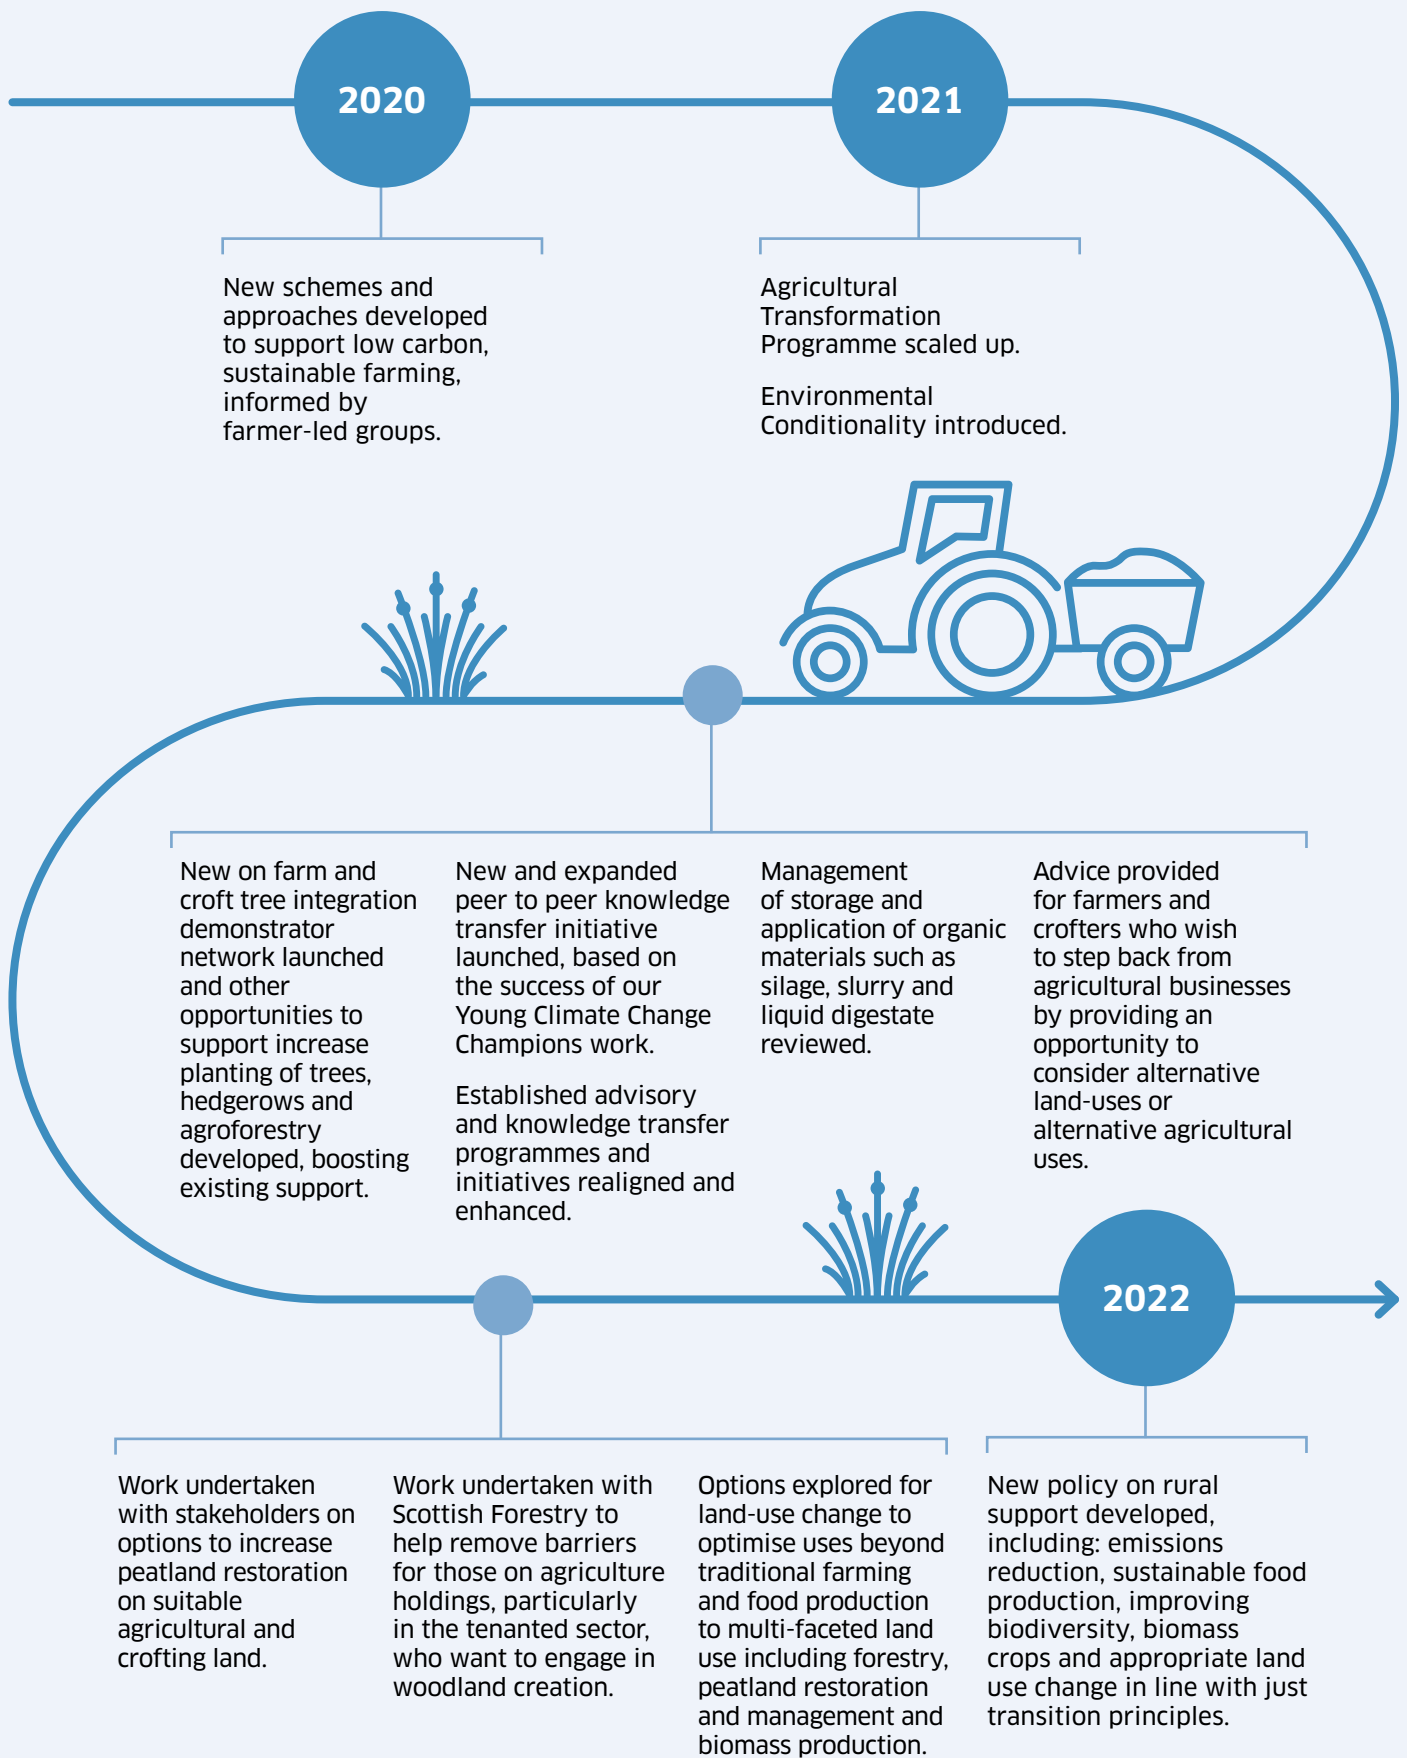 2020
2021
New schemes and
approaches developed
to support low carbon,
sustainable farming,
informed by
farmer-led groups.
Agricultural
Transformation
Programme scaled up.
Environmental
Conditionality introduced.
New on farm and
croft tree integration
demonstrator
network launched
and other
opportunities to
support increase
planting of trees,
hedgerows and
agroforestry
developed, boosting
existing support.
New and expanded
peer to peer knowledge
transfer initiative
launched, based on
the success of our
Young Climate Change
Champions work.
Established advisory
and knowledge transfer
programmes and
initiatives realigned and
enhanced.
Management
of storage and
application of organic
materials such as
silage, slurry and
liquid digestate
reviewed.
Advice provided
for farmers and
crofters who wish
to step back from
agricultural businesses
by providing an
opportunity to
consider alternative
land-uses or
alternative agricultural
uses.
2022
Work undertaken
with stakeholders on
options to increase
peatland restoration
on suitable
agricultural and
crofting land.
Work undertaken with
Scottish Forestry to
help remove barriers
for those on agriculture
holdings, particularly
in the tenanted sector,
who want to engage in
woodland creation.
Options explored for
land-use change to
optimise uses beyond
traditional farming
and food production
to multi-faceted land
use including forestry,
peatland restoration
and management and
biomass production.
New policy on rural
support developed,
including: emissions
reduction, sustainable food
production, improving
biodiversity, biomass
crops and appropriate land
use change in line with just
transition principles.